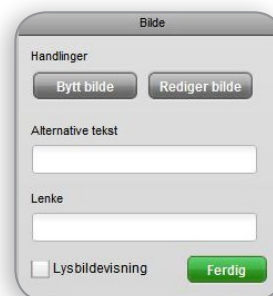 Bilde
Handlinger
Bytt bilde Rediger bilde
Alternative tekst
Lenke
Lysbildevisning Ferdig